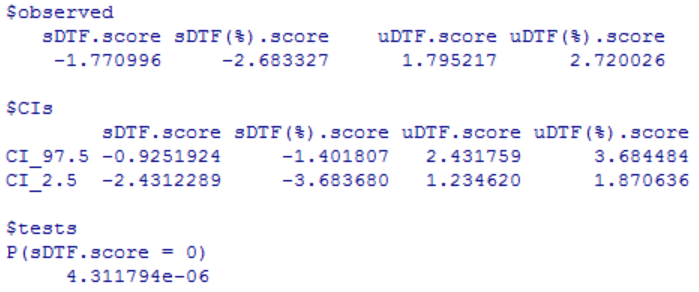 $observed
sDTF.score sDTF(%).score uDTF.score uDTF(%).score
-1.770996 -2.683327 1.795217 2.720026
$CIs
sDTF.score sDTF(%).score uDTF.score uDTF(%).score
CI_97.5 -0.9251924 -1.401807 2.431759 3.684484
CI_2.5 -2.4312289 -3.683680 1.234620 1.870636
$tests
P(sDTF.score = 0)
4.311794e-06